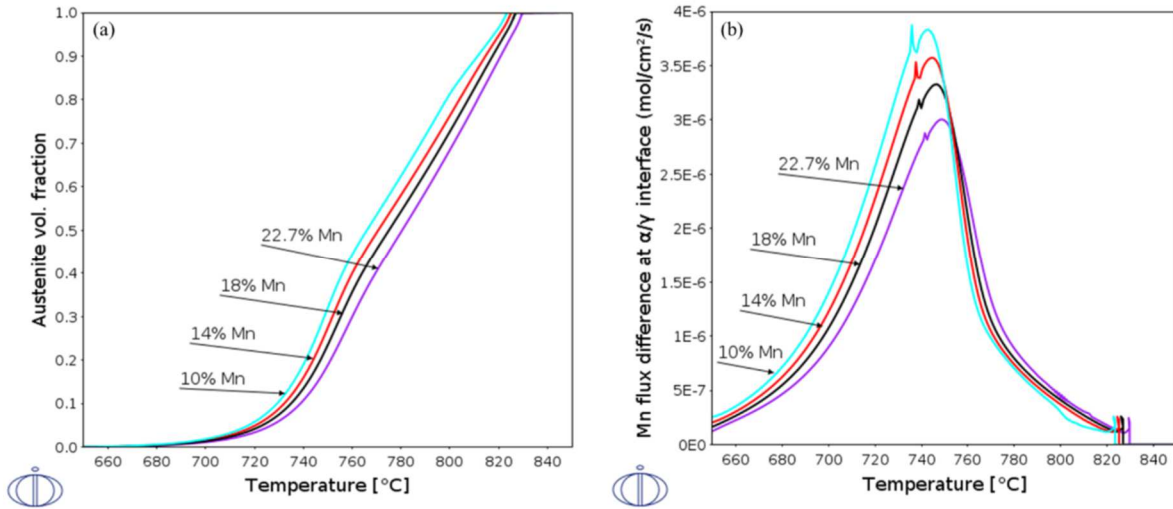 (a)
1.0
0.9
0.8
0.7
0.6
0.5
0.4
0.3
0.2
0.1
0.0
Austenite vol. fraction
22.7% Mn
18% Mn
14% Mn
10% Mn
660 680 700 720 740 760 780 800 820 840
Temperature [°C]
(b)
4E-6
3.5E-6
3E-6
2.5E-6
2E-6
1.5E-6
1E-6
5E-7
0E0
Mn flux difference at α/γ interface (mol/cm²/s)
22.7% Mn
18% Mn
14% Mn
10% Mn
660 680 700 720 740 760 780 800 820 840
Temperature [°C]